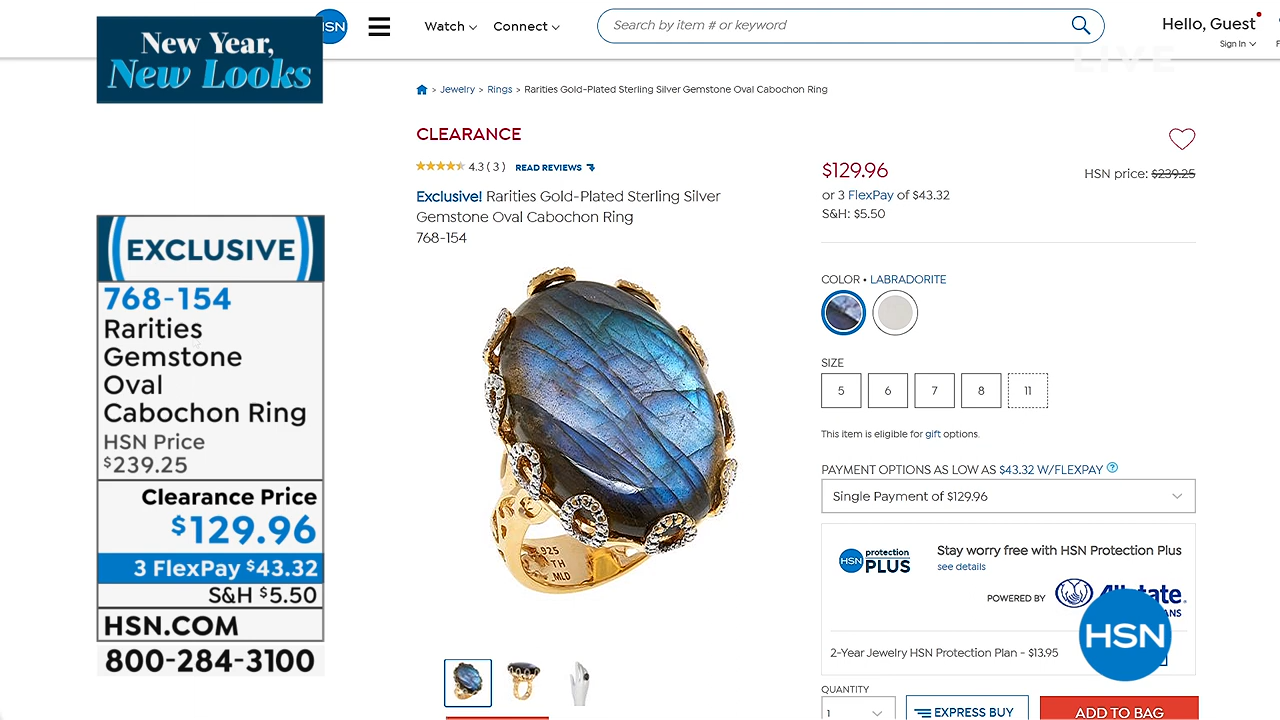 New Year,
New Looks
HSN
Watch
Connect
Search by item # or keyword
Hello, Guest
Sign In
LIVE
> Jewelry > Rings > Rarities Gold-Plated Sterling Silver Gemstone Oval Cabochon Ring
CLEARANCE
4.3 ( 3 ) READ REVIEWS
Exclusive! Rarities Gold-Plated Sterling Silver
Gemstone Oval Cabochon Ring
768-154
$129.96
HSN price: $239.25
or 3 FlexPay of $43.32
S&H: $5.50
COLOR • LABRADORITE
SIZE
5 6 7 8 11
This item is eligible for gift options.
PAYMENT OPTIONS AS LOW AS $43.32 W/FLEXPAY ?
Single Payment of $129.96
HSN protection PLUS
Stay worry free with HSN Protection Plus
see details
POWERED BY
2-Year Jewelry HSN Protection Plan - $13.95
HSN
QUANTITY
1
EXPRESS BUY
ADD TO BAG
925
TH
MLD
EXCLUSIVE
768-154
Rarities
Gemstone
Oval
Cabochon Ring
HSN Price
$239.25
Clearance Price
$129.96
3 FlexPay $43.32
S&H $5.50
HSN.COM
800-284-3100